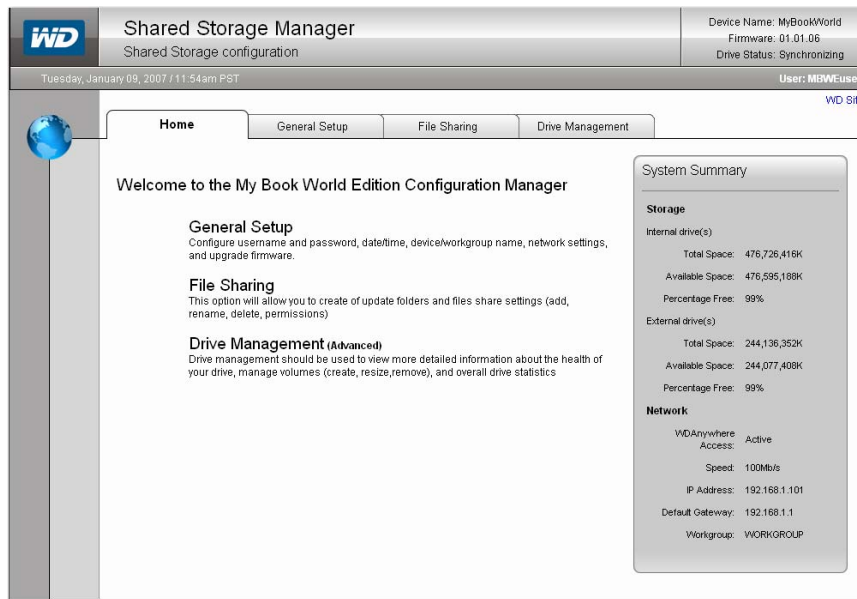 WD
Shared Storage Manager
Shared Storage configuration
Device Name: MyBookWorld
Firmware: 01.01.06
Drive Status: Synchronizing
Tuesday, January 09, 2007 / 11:54am PST
User: MBWEuse
WD Sit
Home
General Setup
File Sharing
Drive Management
Welcome to the My Book World Edition Configuration Manager
General Setup
Configure username and password, date/time, device/workgroup name, network settings,
and upgrade firmware.
File Sharing
This option will allow you to create of update folders and files share settings (add,
rename, delete, permissions)
Drive Management (Advanced)
Drive management should be used to view more detailed information about the health of
your drive, manage volumes (create, resize,remove), and overall drive statistics
System Summary
Storage
Internal drive(s)
Total Space: 476,726,416K
Available Space: 476,595,188K
Percentage Free: 99%
External drive(s)
Total Space: 244,136,352K
Available Space: 244,077,408K
Percentage Free: 99%
Network
WDAnywhere
Access: Active
Speed: 100Mb/s
IP Address: 192.168.1.101
Default Gateway: 192.168.1.1
Workgroup: WORKGROUP